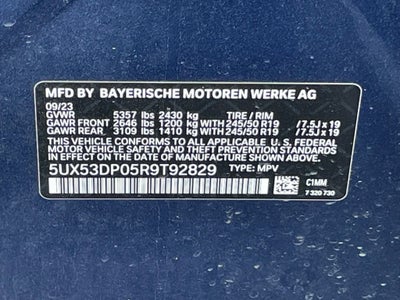 MFD BY BAYERISCHE MOTOREN WERKE AG
09/23
GVWR 5357 lbs 2430 kg TIRE / RIM
GAWR FRONT 2646 lbs 1200 kg * 245/50 R19 / 7.5J x 19
GAWR REAR 3109 lbs 1410 kg * 245/50 R19 / 7.5J x 19
THIS VEHICLE CONFORMS TO ALL APPLICABLE U. S. FEDERAL
MOTOR VEHICLE SAFETY AND THEFT PREVENTION STANDARDS
IN EFFECT ON THE DATE OF MANUFACTURE SHOWN ABOVE.
5UX53DP05R9T92829 TYPE: MPV C1MM
7 320 730